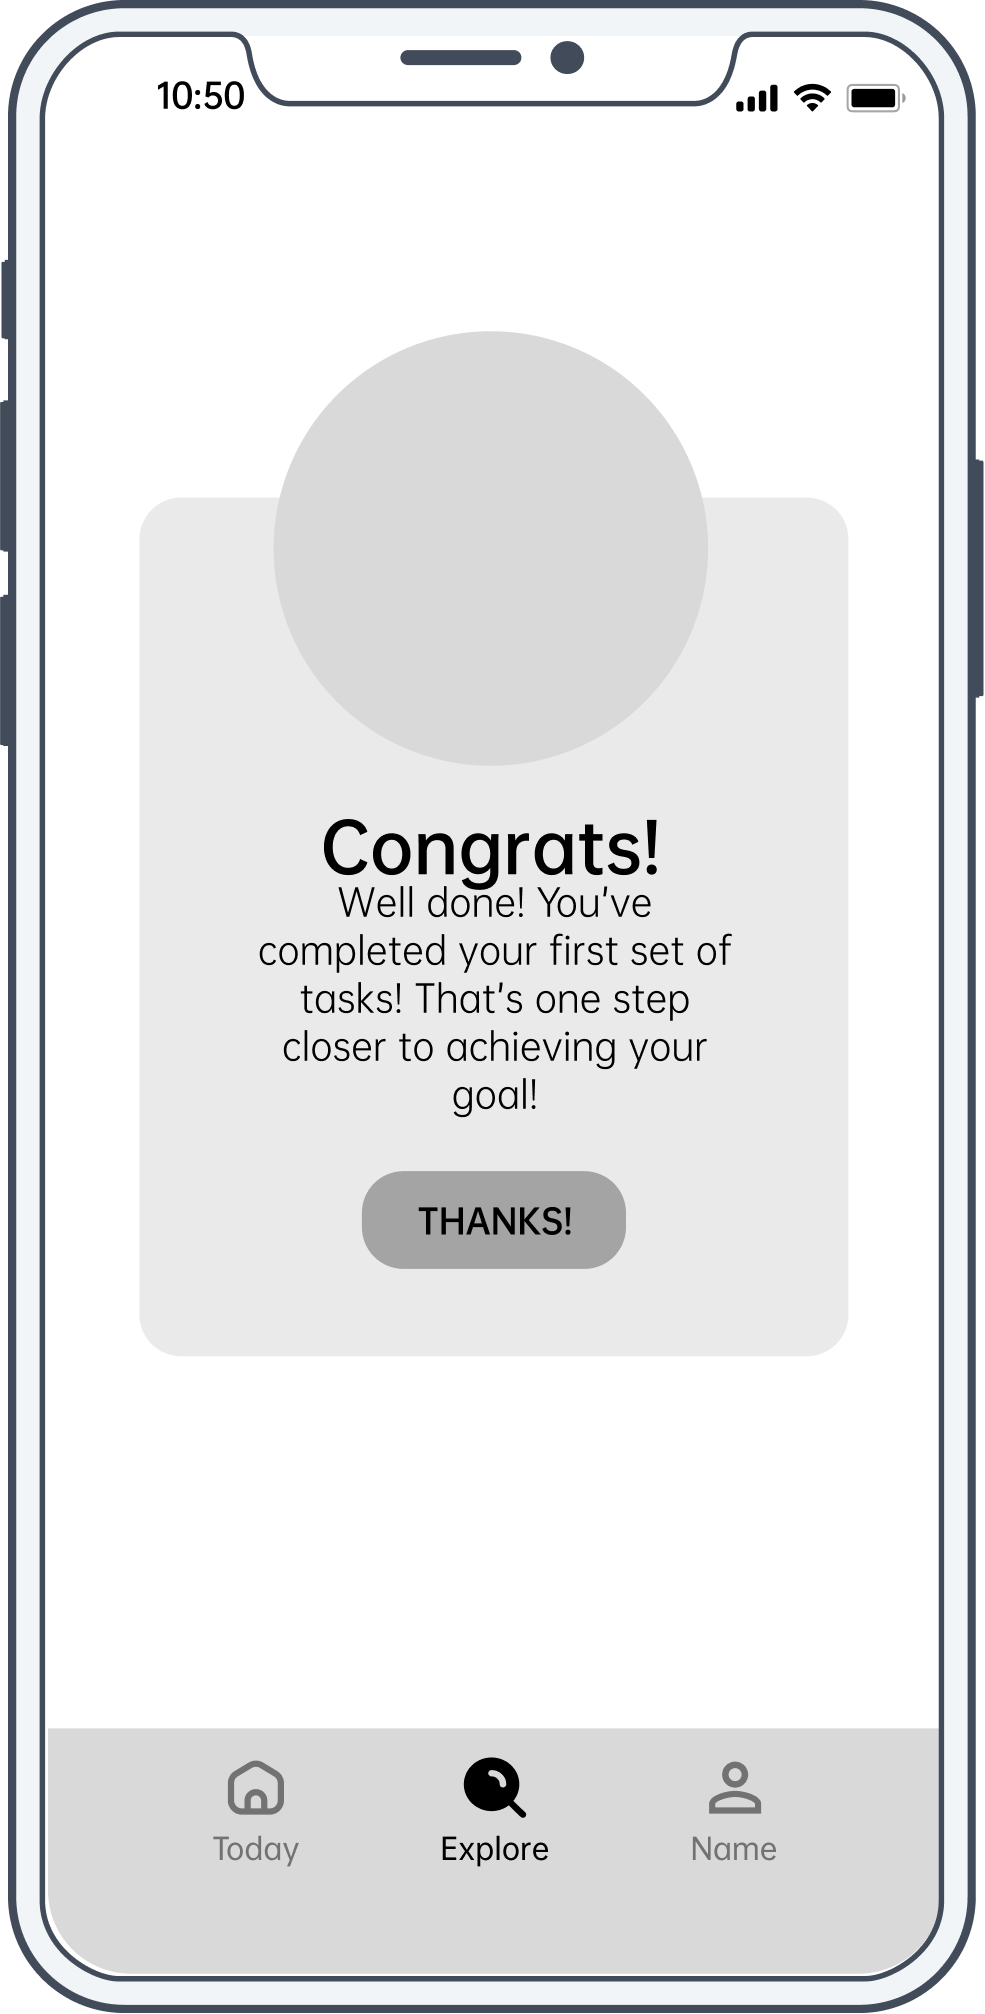 10:50
Congrats!
Well done! You've
completed your first set of
tasks! That's one step
closer to achieving your
goal!
THANKS!
Today
Explore
Name